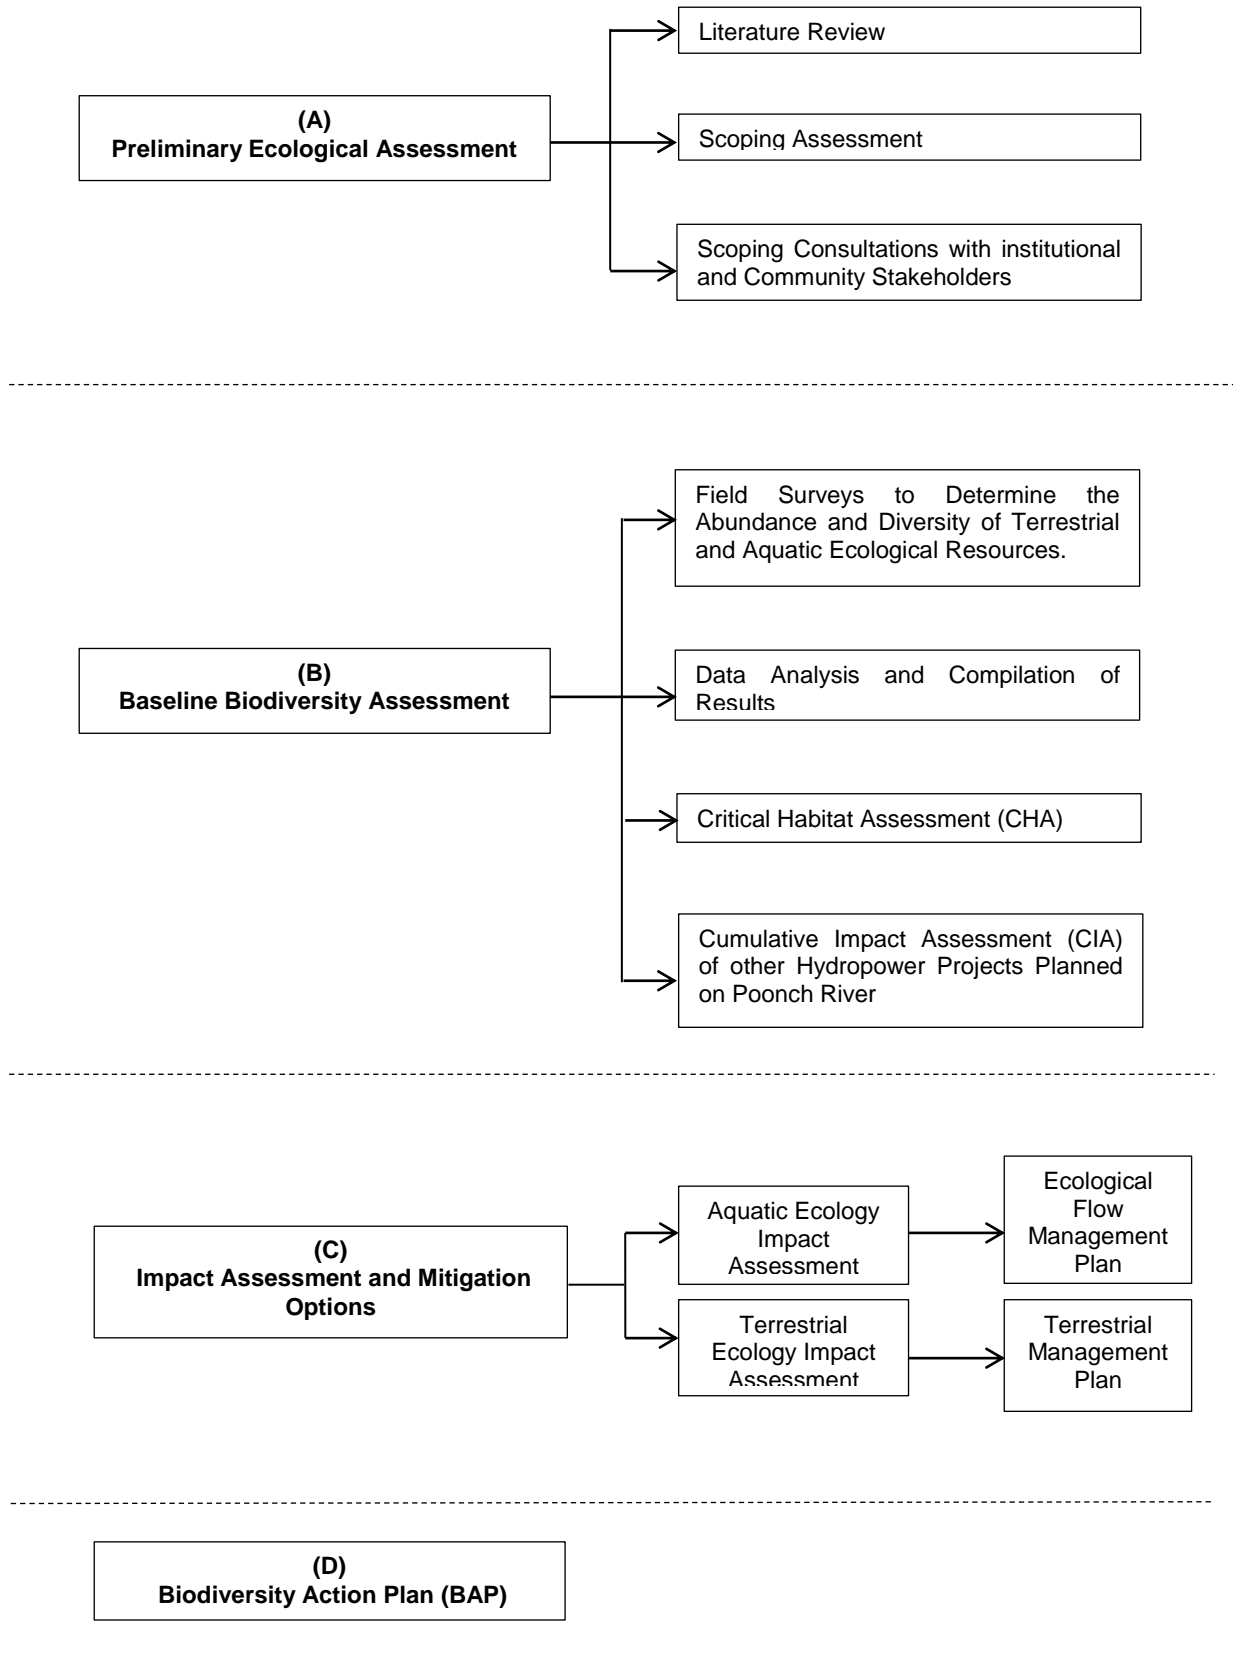 Literature Review
(A)
Preliminary Ecological Assessment
Scoping Assessment
Scoping Consultations with institutional
and Community Stakeholders
Field Surveys to Determine the
Abundance and Diversity of Terrestrial
and Aquatic Ecological Resources.
(B)
Baseline Biodiversity Assessment
Data Analysis and Compilation of
Results
Critical Habitat Assessment (CHA)
Cumulative Impact Assessment (CIA)
of other Hydropower Projects Planned
on Poonch River
(C)
Impact Assessment and Mitigation
Options
Aquatic Ecology
Impact
Assessment
Ecological
Flow
Management
Plan
Terrestrial
Ecology Impact
Assessment
Terrestrial
Management
Plan
(D)
Biodiversity Action Plan (BAP)